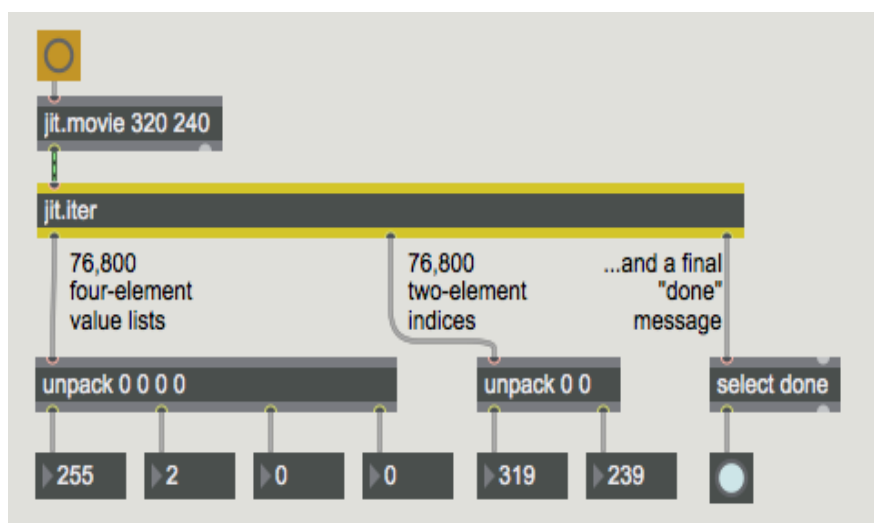 jit.movie 320 240
jit.iter
76,800
four-element
value lists
76,800
two-element
indices
...and a final
"done"
message
unpack 0 0 0 0
unpack 0 0
select done
255
2
0
0
319
239